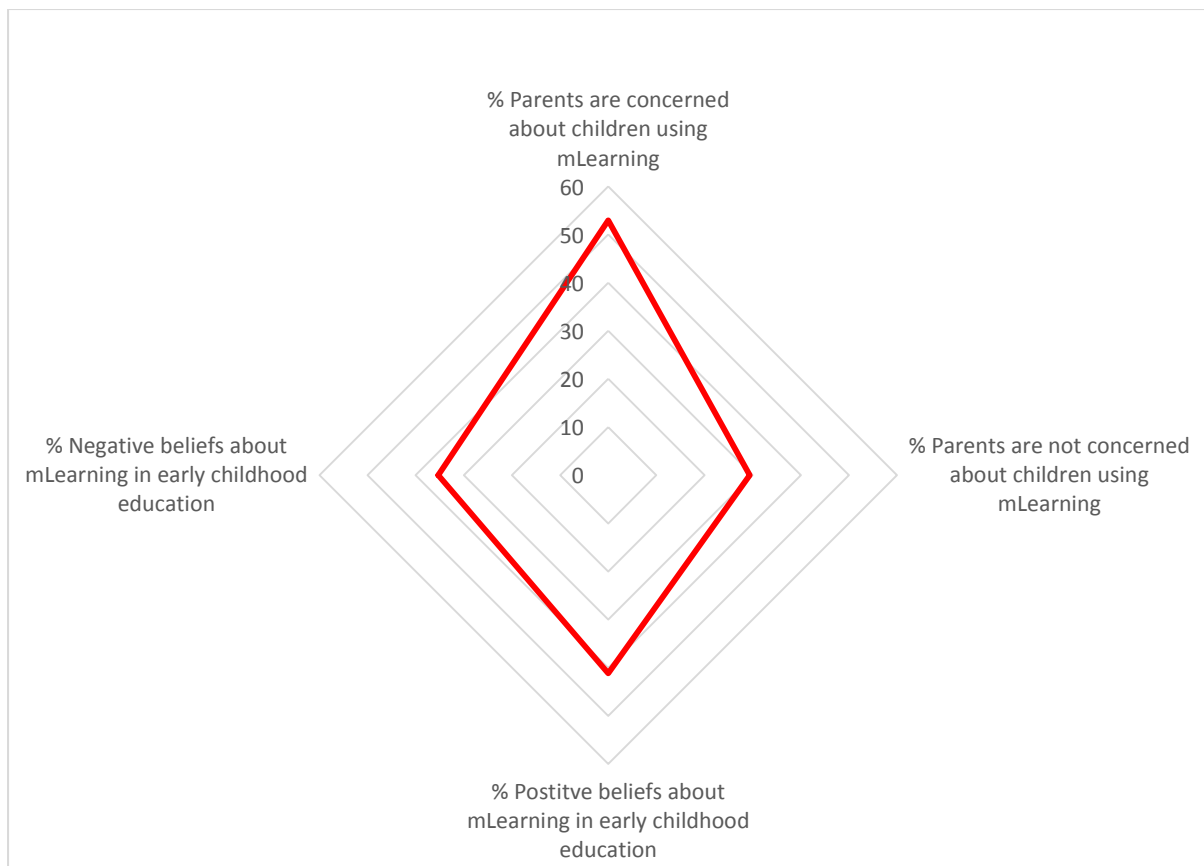 % Parents are concerned
about children using
mLearning
60
50
40
30
20
10
0
% Negative beliefs about
mLearning in early childhood
education
% Parents are not concerned
about children using
mLearning
% Postitve beliefs about
mLearning in early childhood
education